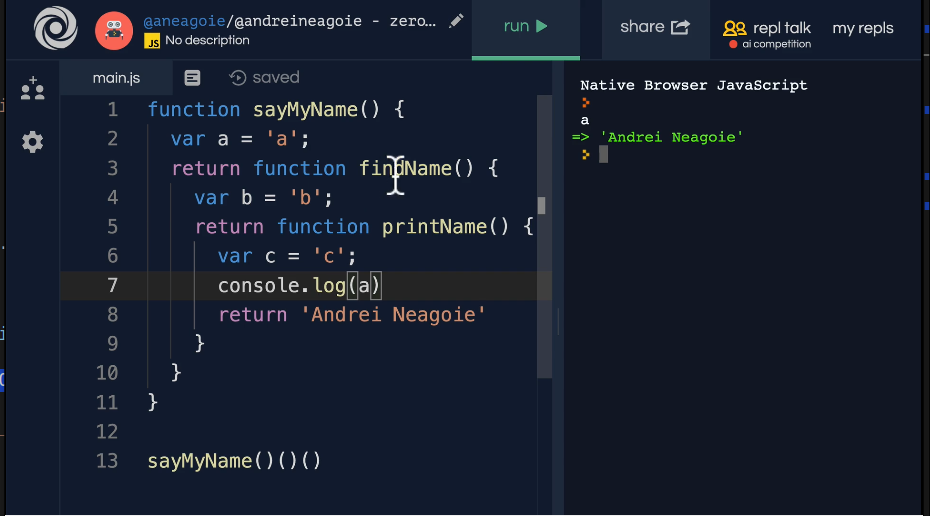 @aneagoie/@andreineagoie - zero...
JS No description
run
share
repl talk
ai competition
my repls
main.js
saved
1 function sayMyName() {
2 var a = 'a';
3 return function findName() {
4 var b = 'b';
5 return function printName() {
6 var c = 'c';
7 console.log(a)
8 return 'Andrei Neagoie'
9 }
10 }
11 }
12
13 sayMyName()()()
Native Browser JavaScript
a
=> 'Andrei Neagoie'